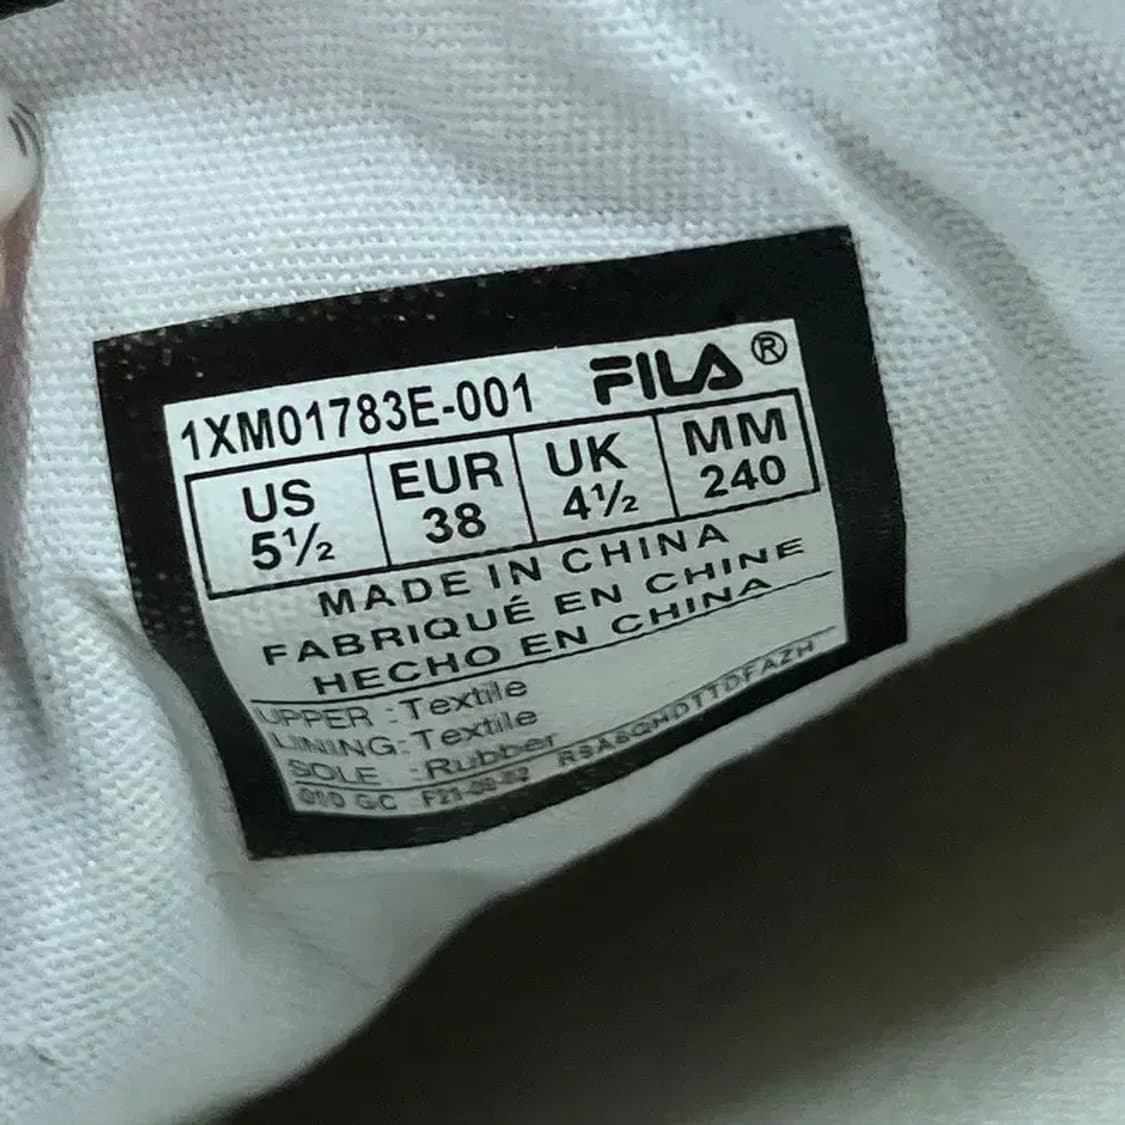 1XM01783E-001 FILA®
US EUR UK MM
5½ 38 4½ 240
MADE IN CHINA
FABRIQUÉ EN CHINE
HECHO EN CHINA
UPPER :Textile
LINING:Textile
SOLE :Rubber
GC